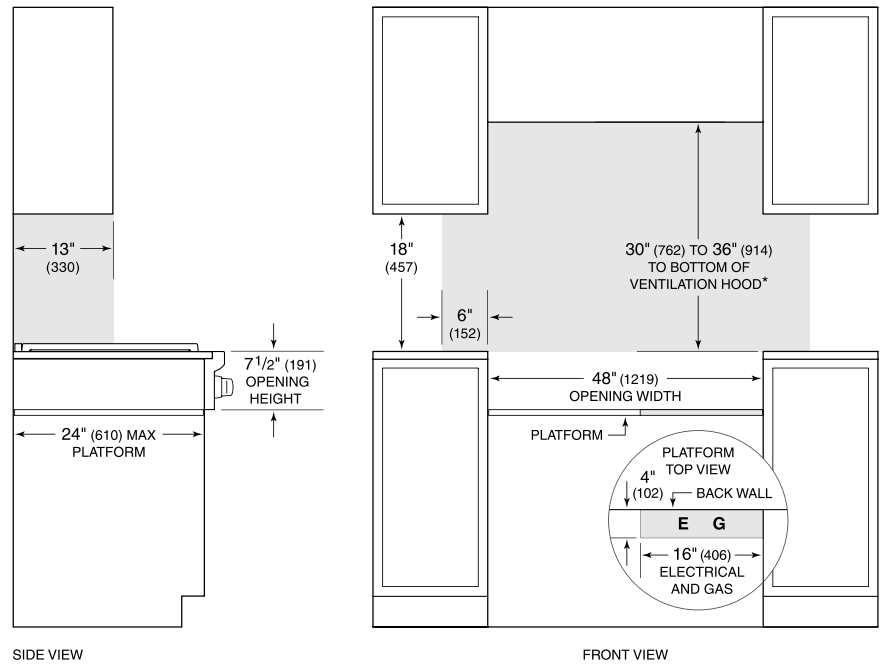 13"
(330)
7 1/2" (191)
OPENING
HEIGHT
24" (610) MAX
PLATFORM
SIDE VIEW
18"
(457)
30" (762) TO 36" (914)
TO BOTTOM OF
VENTILATION HOOD*
6"
(152)
48" (1219)
OPENING WIDTH
PLATFORM
PLATFORM
TOP VIEW
4"
(102)
BACK WALL
E G
16" (406)
ELECTRICAL
AND GAS
FRONT VIEW